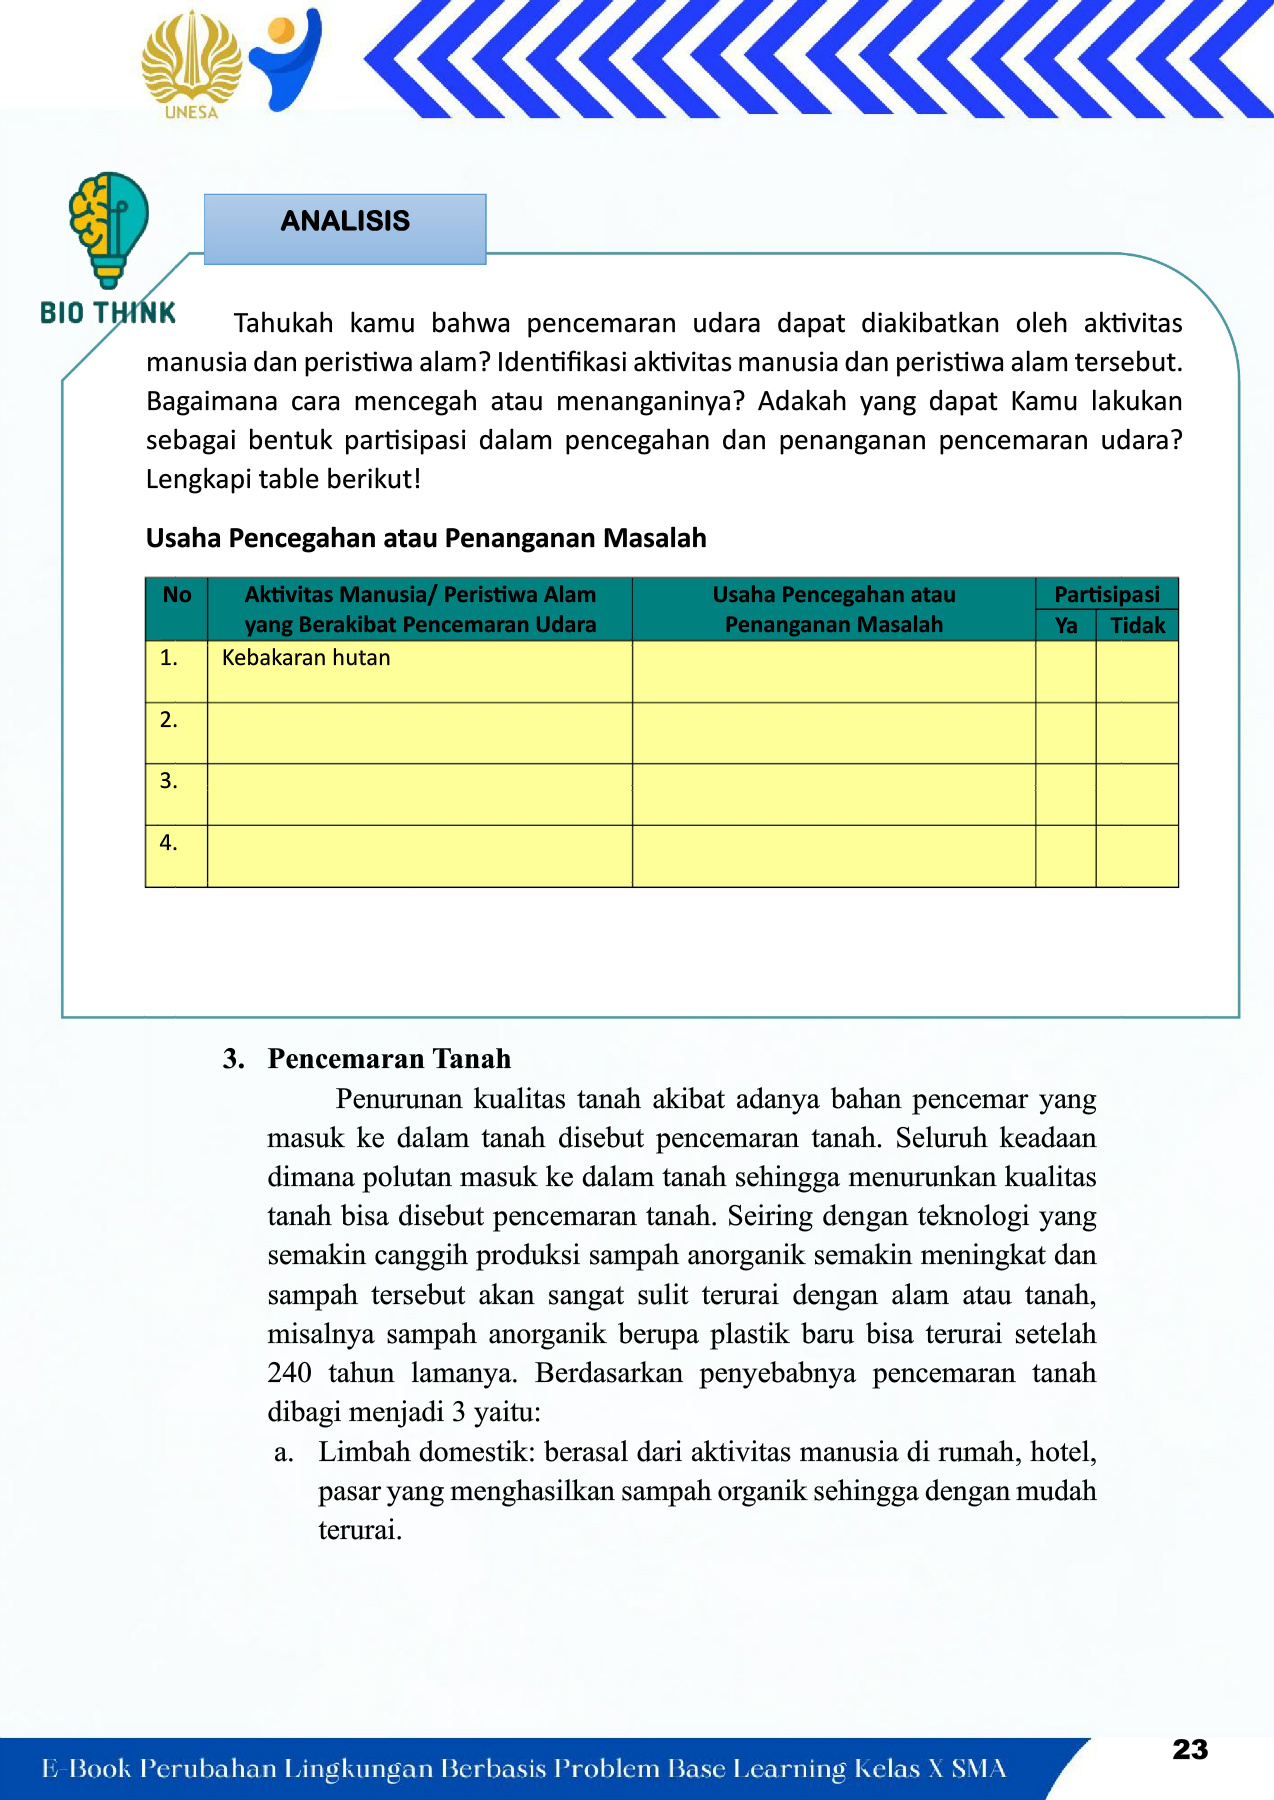 UNESA
BIO THINK
ANALISIS
Tahukah kamu bahwa pencemaran udara dapat diakibatkan oleh aktivitas
manusia dan peristiwa alam? Identifikasi aktivitas manusia dan peristiwa alam tersebut.
Bagaimana cara mencegah atau menanganinya? Adakah yang dapat Kamu lakukan
sebagai bentuk partisipasi dalam pencegahan dan penanganan pencemaran udara?
Lengkapi table berikut!
Usaha Pencegahan atau Penanganan Masalah
No Aktivitas Manusia/ Peristiwa Alam Usaha Pencegahan atau Partisipasi
yang Berakibat Pencemaran Udara Penanganan Masalah Ya Tidak
1. Kebakaran hutan
2.
3.
4.
3. Pencemaran Tanah
Penurunan kualitas tanah akibat adanya bahan pencemar yang
masuk ke dalam tanah disebut pencemaran tanah. Seluruh keadaan
dimana polutan masuk ke dalam tanah sehingga menurunkan kualitas
tanah bisa disebut pencemaran tanah. Seiring dengan teknologi yang
semakin canggih produksi sampah anorganik semakin meningkat dan
sampah tersebut akan sangat sulit terurai dengan alam atau tanah,
misalnya sampah anorganik berupa plastik baru bisa terurai setelah
240 tahun lamanya. Berdasarkan penyebabnya pencemaran tanah
dibagi menjadi 3 yaitu:
a. Limbah domestik: berasal dari aktivitas manusia di rumah, hotel,
pasar yang menghasilkan sampah organik sehingga dengan mudah
terurai.
23
E-Book Perubahan Lingkungan Berbasis Problem Base Learning Kelas X SMA